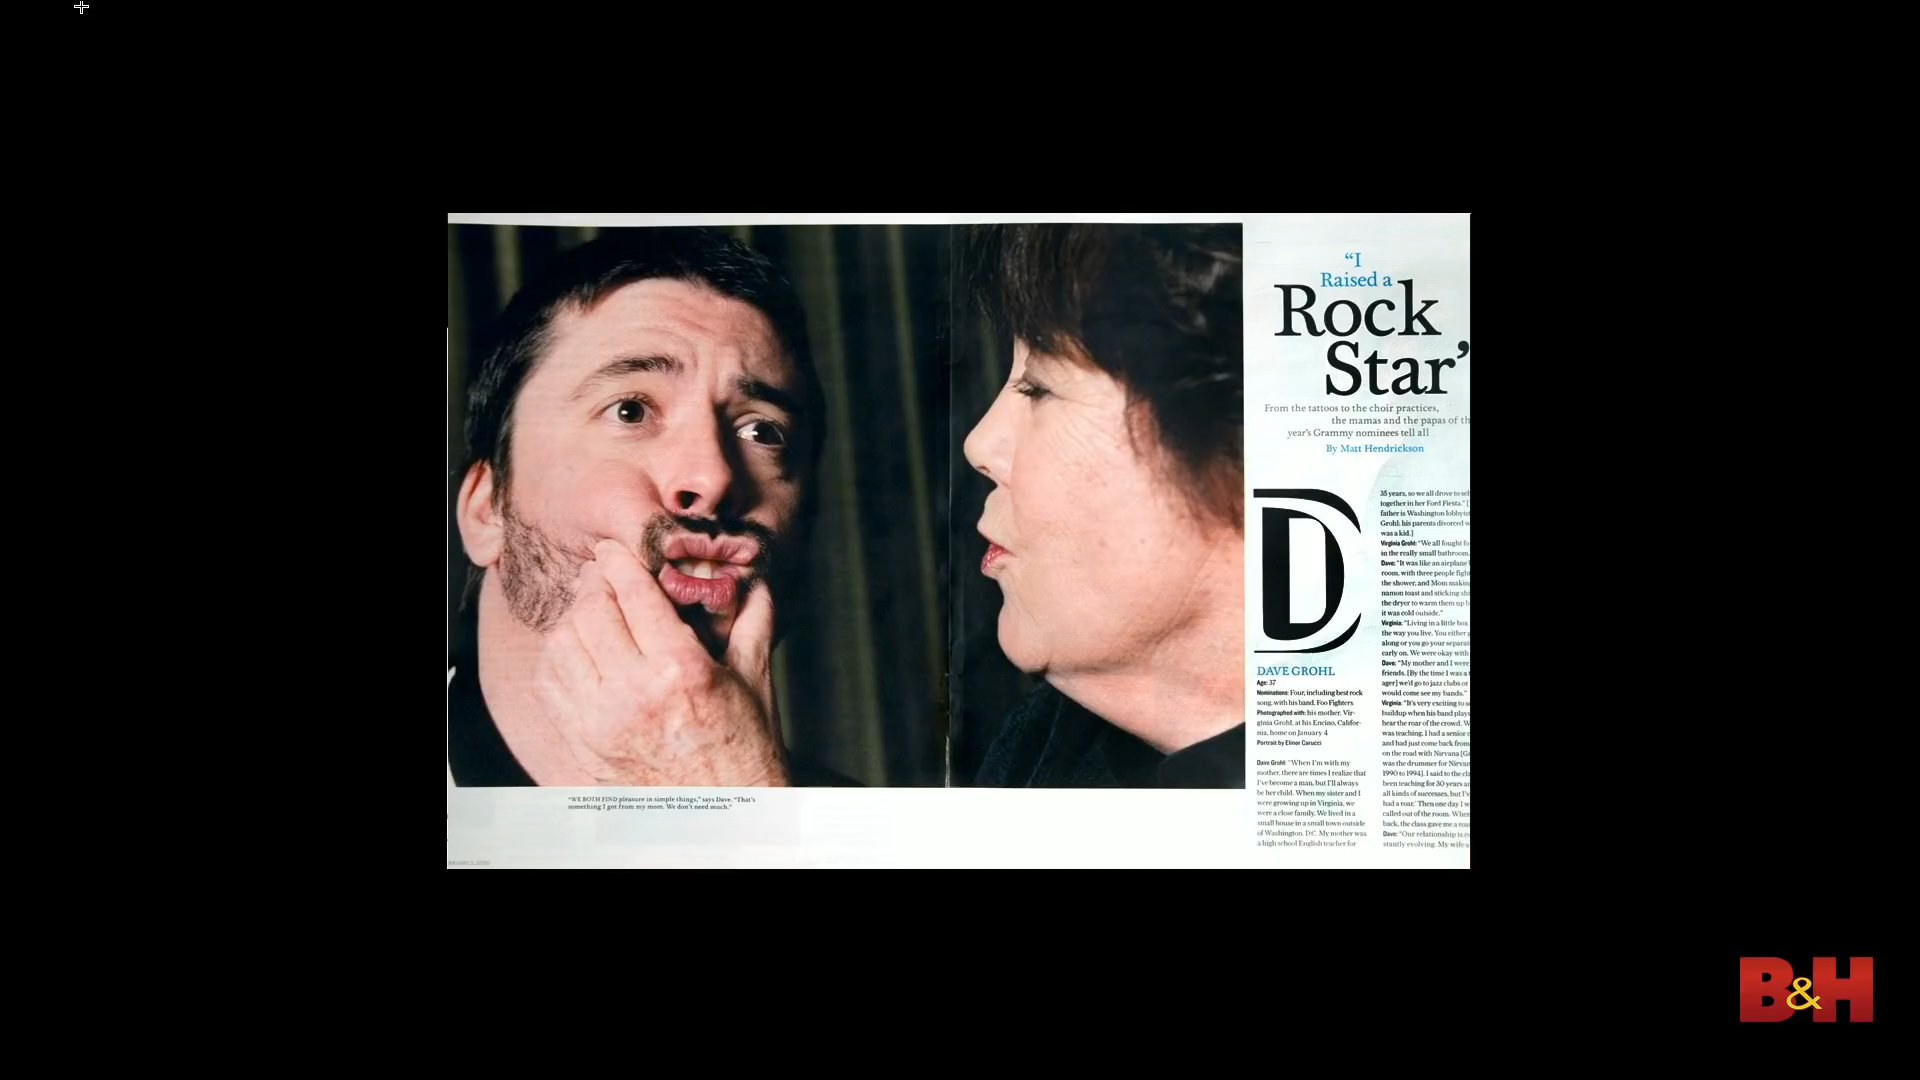 “I
Raised a
Rock
Star’
From the tattoos to the choir practices,
the mamas and the papas of th
year’s Grammy nominees tell all
By Matt Hendrickson
D
DAVE GROHL
Age: 37
Nominations: Four, including best rock
song, with his band, Foo Fighters
Photographed with: his mother, Vir-
ginia Grohl, at his Encino, Califor-
nia, home on January 4
Portrait by Elinor Carucci
Dave Grohl: “When I’m with my
mother, there are times I realize that
I’ve become a man, but I’ll always
be her child. When my sister and I
were growing up in Virginia, we
were a close family. We lived in a
small house in a small town outside
of Washington, D.C. My mother was
a high school English teacher for
35 years, so we all drove to sch
together in her Ford Fiesta.” [
father is Washington lobbyist
Grohl; his parents divorced w
was a kid.]
Virginia Grohl: “We all fought fo
in the really small bathroom.
Dave: “It was like an airplane
room, with three people figh
the shower, and Mom makin
namon toast and sticking shi
the dryer to warm them up b
it was cold outside.”
Virginia: “Living in a little box
the way you live. You either
along or you go your separat
early on. We were okay with
Dave: “My mother and I were
friends. [By the time I was a t
ager] we’d go to jazz clubs or
would come see my bands.”
Virginia: “It’s very exciting to s
buildup when his band plays
hear the roar of the crowd. W
was teaching, I had a senior c
and had just come back from
on the road with Nirvana [G
was the drummer for Nirvan
1990 to 1994]. I said to the cla
been teaching for 30 years an
all kinds of successes, but I’v
had a roar.’ Then one day I w
called out of the room. When
back, the class gave me a roa
Dave: “Our relationship is co
stantly evolving. My wife a
“WE BOTH FIND pleasure in simple things,” says Dave. “That’s
something I got from my mom. We don’t need much.”
B&H